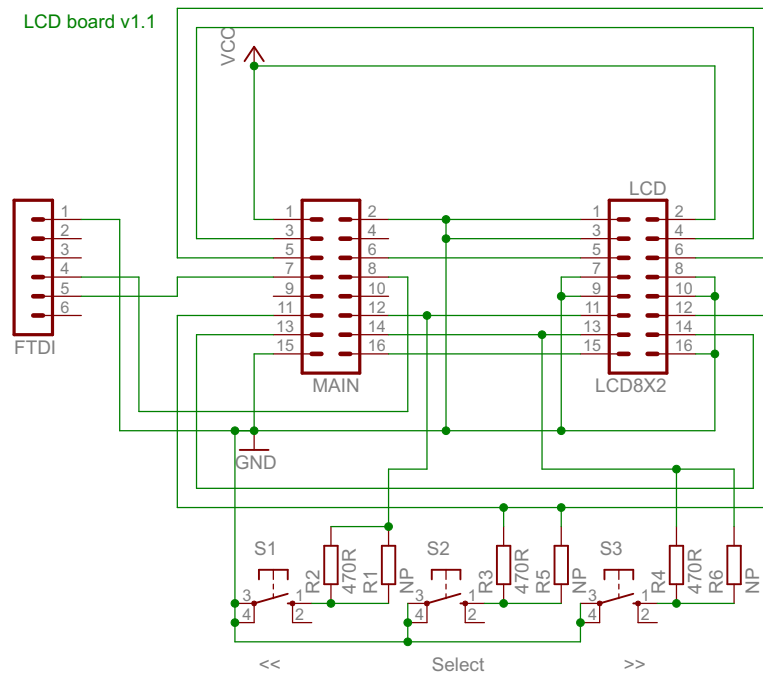 LCD board v1.1
VCC
LCD
1
2
3
4
5
6
FTDI
1 2
3 4
5 6
7 8
9 10
11 12
13 14
15 16
MAIN
1 2
3 4
5 6
7 8
9 10
11 12
13 14
15 16
LCD8X2
GND
S1
R2
470R
R1
NP
S2
R3
470R
R5
NP
S3
R4
470R
R6
NP
3 1
4 2
3 1
4 2
3 1
4 2
<< Select >>